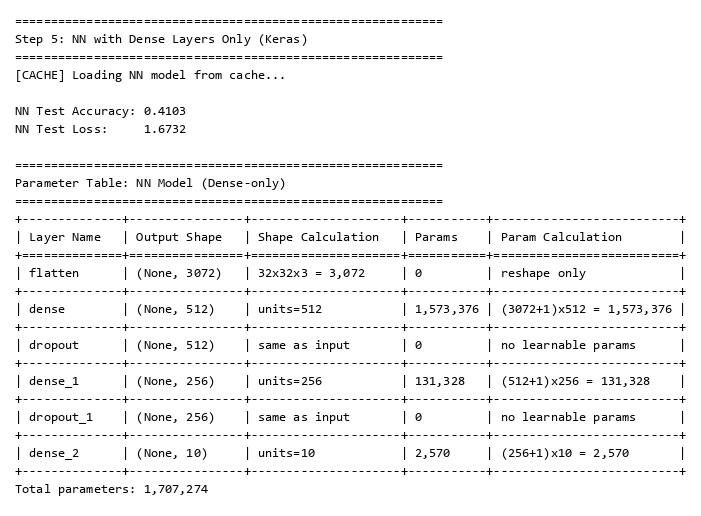 ============================================================
Step 5: NN with Dense Layers Only (Keras)
============================================================
[CACHE] Loading NN model from cache...

NN Test Accuracy: 0.4103
NN Test Loss:     1.6732

============================================================
Parameter Table: NN Model (Dense-only)
============================================================
+--------------+----------------+---------------------+-----------+--------------------------+
| Layer Name   | Output Shape   | Shape Calculation   | Params    | Param Calculation        |
+==============+================+=====================+===========+==========================+
| flatten      | (None, 3072)   | 32x32x3 = 3,072     | 0         | reshape only             |
+--------------+----------------+---------------------+-----------+--------------------------+
| dense        | (None, 512)    | units=512           | 1,573,376 | (3072+1)x512 = 1,573,376 |
+--------------+----------------+---------------------+-----------+--------------------------+
| dropout      | (None, 512)    | same as input       | 0         | no learnable params      |
+--------------+----------------+---------------------+-----------+--------------------------+
| dense_1      | (None, 256)    | units=256           | 131,328   | (512+1)x256 = 131,328    |
+--------------+----------------+---------------------+-----------+--------------------------+
| dropout_1    | (None, 256)    | same as input       | 0         | no learnable params      |
+--------------+----------------+---------------------+-----------+--------------------------+
| dense_2      | (None, 10)     | units=10            | 2,570     | (256+1)x10 = 2,570       |
+--------------+----------------+---------------------+-----------+--------------------------+
Total parameters: 1,707,274